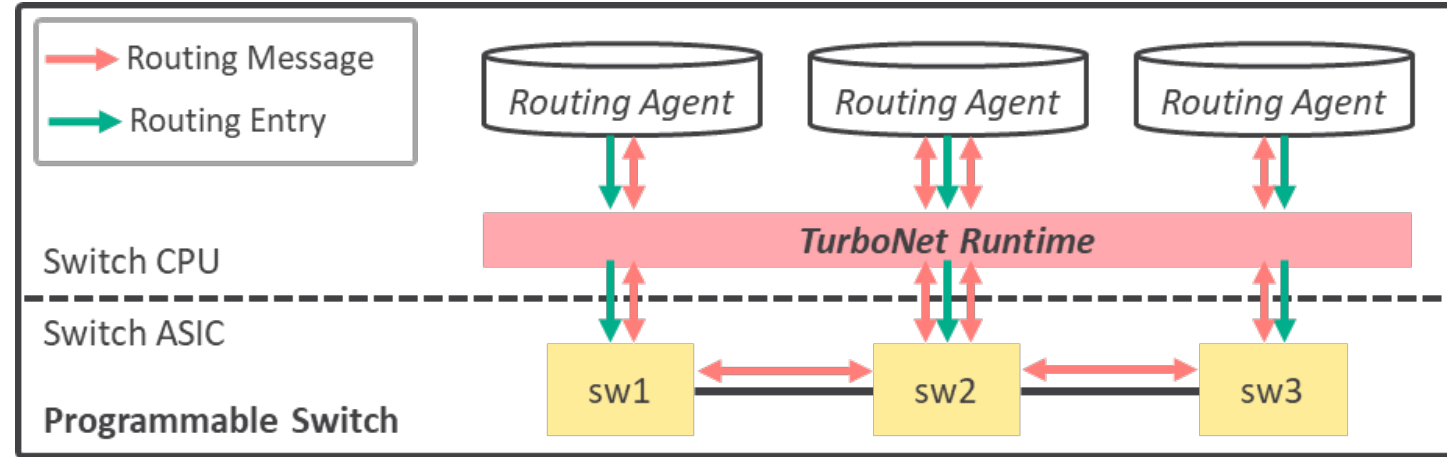 Routing Message
Routing Entry
Routing Agent
Routing Agent
Routing Agent
TurboNet Runtime
Switch CPU
Switch ASIC
sw1
sw2
sw3
Programmable Switch